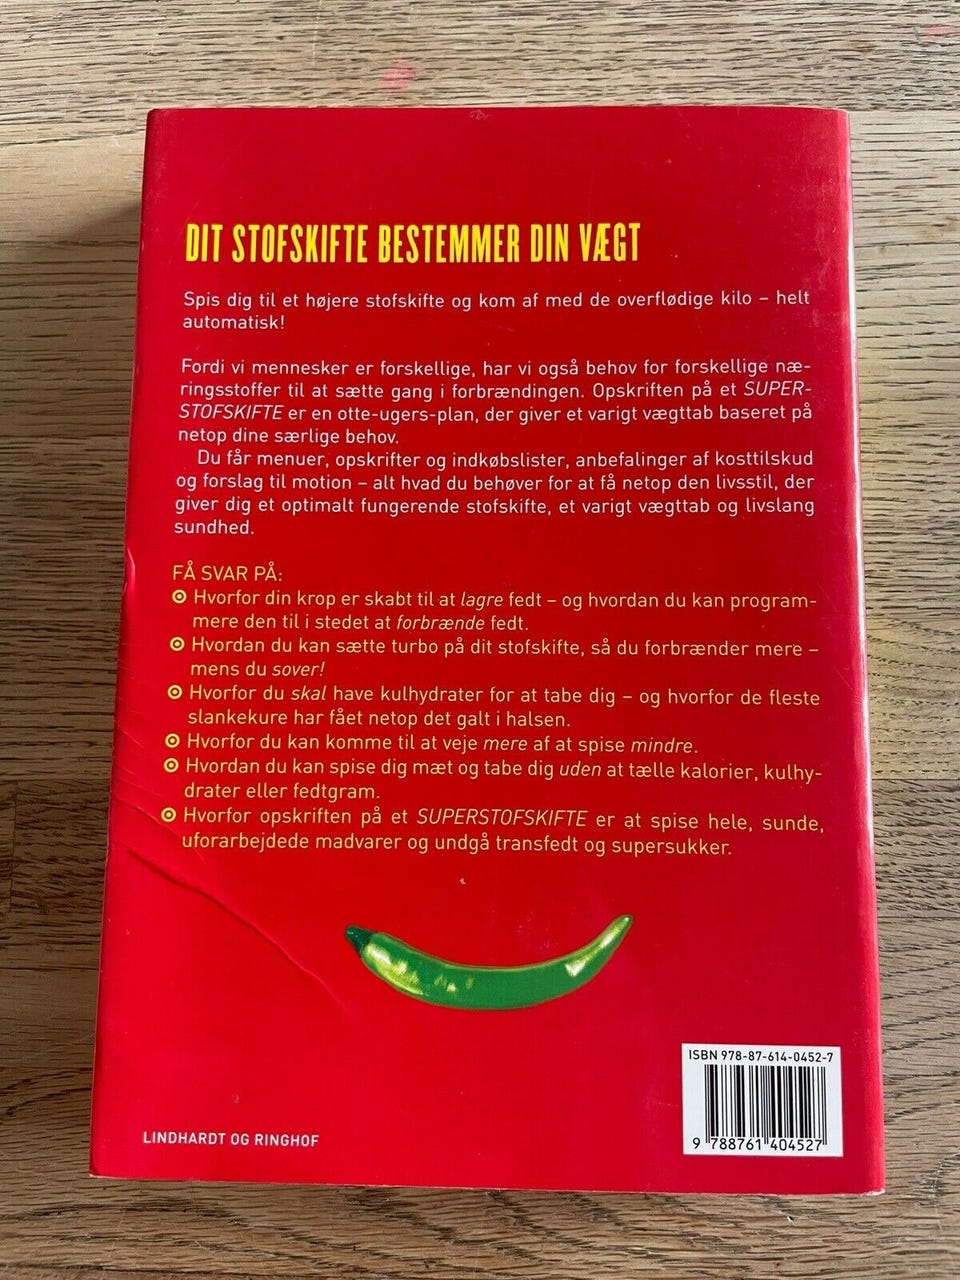 DIT STOFSKIFTE BESTEMMER DIN VÆGT
Spis dig til et højere stofskifte og kom af med de overflødige kilo – helt
automatisk!
Fordi vi mennesker er forskellige, har vi også behov for forskellige næ-
ringsstoffer til at sætte gang i forbrændingen. Opskriften på et SUPER-
STOFSKIFTE er en otte-ugers-plan, der giver et varigt vægttab baseret på
netop dine særlige behov.
Du får menuer, opskrifter og indkøbslister, anbefalinger af kosttilskud
og forslag til motion – alt hvad du behøver for at få netop den livsstil, der
giver dig et optimalt fungerende stofskifte, et varigt vægttab og livslang
sundhed.
FÅ SVAR PÅ:
Hvorfor din krop er skabt til at lagre fedt – og hvordan du kan program-
mere den til i stedet at forbrænde fedt.
Hvordan du kan sætte turbo på dit stofskifte, så du forbrænder mere –
mens du sover!
Hvorfor du skal have kulhydrater for at tabe dig – og hvorfor de fleste
slankekure har fået netop det galt i halsen.
Hvorfor du kan komme til at veje mere af at spise mindre.
Hvordan du kan spise dig mæt og tabe dig uden at tælle kalorier, kulhy-
drater eller fedtgram.
Hvorfor opskriften på et SUPERSTOFSKIFTE er at spise hele, sunde,
uforarbejdede madvarer og undgå transfedt og supersukker.
ISBN 978-87-614-0452-7
9 788761 404527
LINDHARDT OG RINGHOF